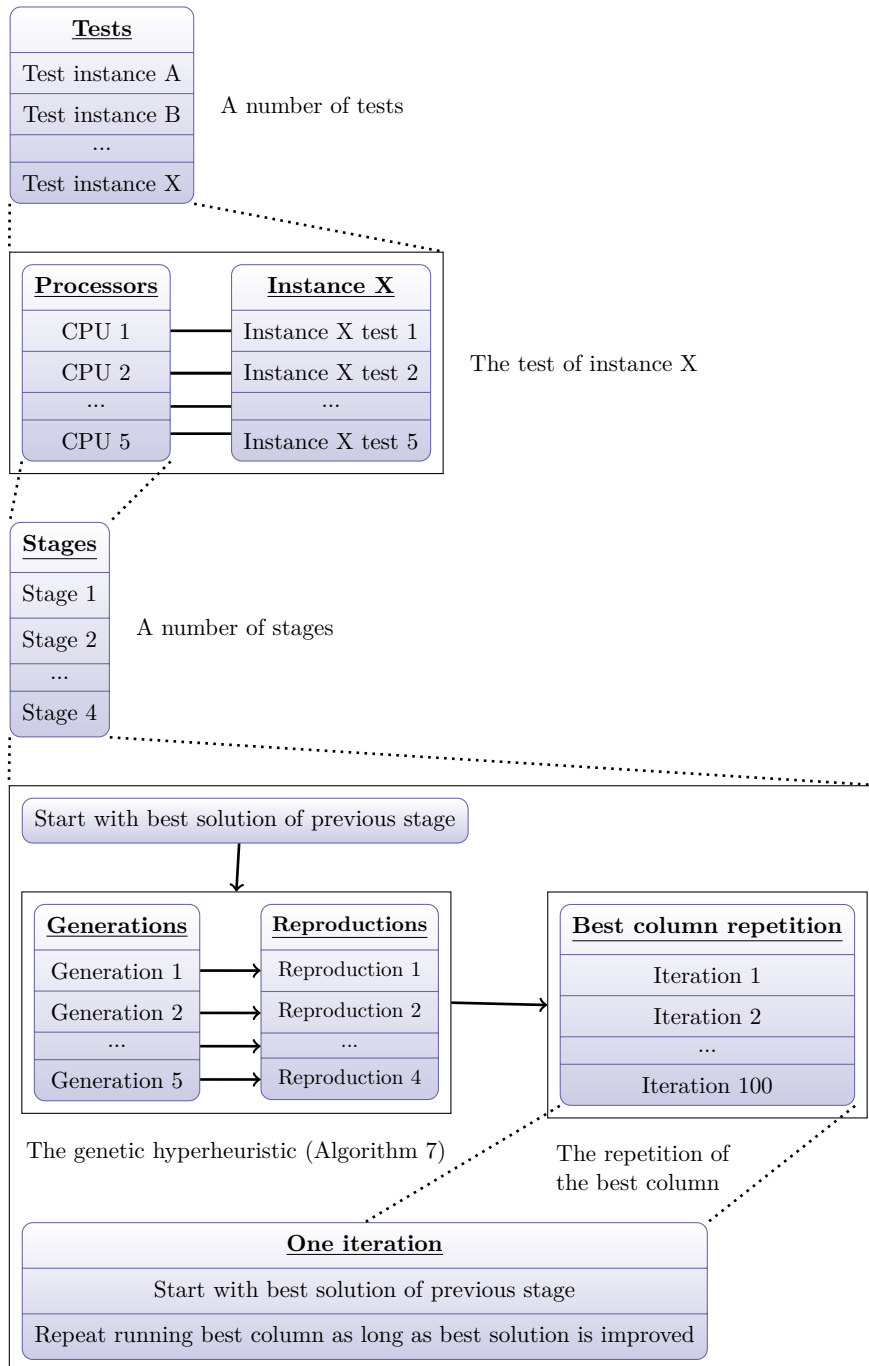 Tests
Test instance A
Test instance B
...
Test instance X
A number of tests
Processors
CPU 1
CPU 2
...
CPU 5
Instance X
Instance X test 1
Instance X test 2
...
Instance X test 5
The test of instance X
Stages
Stage 1
Stage 2
...
Stage 4
A number of stages
Start with best solution of previous stage
Generations
Generation 1
Generation 2
...
Generation 5
Reproductions
Reproduction 1
Reproduction 2
...
Reproduction 4
The genetic hyperheuristic (Algorithm 7)
Best column repetition
Iteration 1
Iteration 2
...
Iteration 100
The repetition of
the best column
One iteration
Start with best solution of previous stage
Repeat running best column as long as best solution is improved